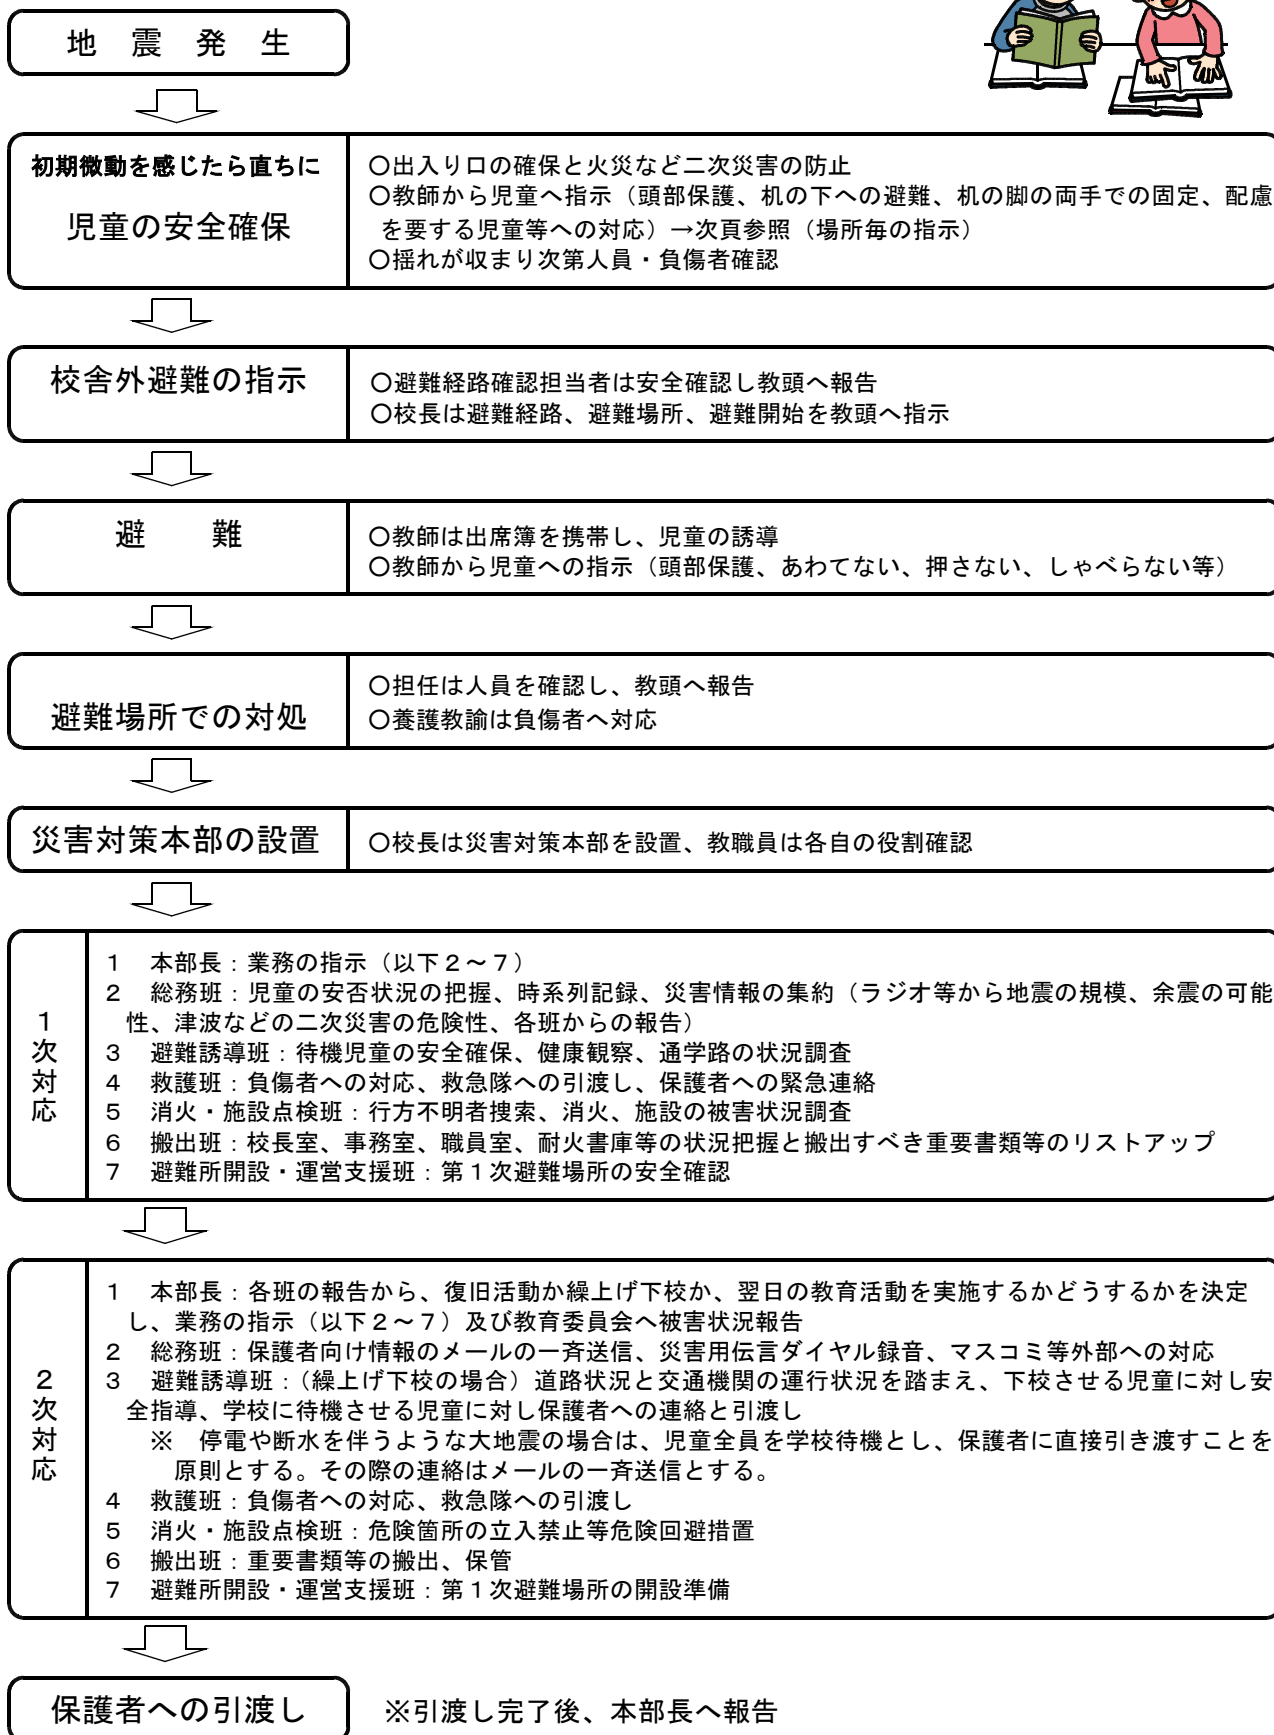 地　震　発　生
初期微動を感じたら直ちに
児童の安全確保
○出入り口の確保と火災など二次災害の防止
○教師から児童へ指示（頭部保護、机の下への避難、机の脚の両手での固定、配慮
を要する児童等への対応）→次頁参照（場所毎の指示）
○揺れが収まり次第人員・負傷者確認
校舎外避難の指示
○避難経路確認担当者は安全確認し教頭へ報告
○校長は避難経路、避難場所、避難開始を教頭へ指示
避　　難
○教師は出席簿を携帯し、児童の誘導
○教師から児童への指示（頭部保護、あわてない、押さない、しゃべらない等）
避難場所での対処
○担任は人員を確認し、教頭へ報告
○養護教諭は負傷者へ対応
災害対策本部の設置
○校長は災害対策本部を設置、教職員は各自の役割確認
１次対応
１　本部長：業務の指示（以下２～７）
２　総務班：児童の安否状況の把握、時系列記録、災害情報の集約（ラジオ等から地震の規模、余震の可能
性、津波などの二次災害の危険性、各班からの報告）
３　避難誘導班：待機児童の安全確保、健康観察、通学路の状況調査
４　救護班：負傷者への対応、救急隊への引渡し、保護者への緊急連絡
５　消火・施設点検班：行方不明者捜索、消火、施設の被害状況調査
６　搬出班：校長室、事務室、職員室、耐火書庫等の状況把握と搬出すべき重要書類等のリストアップ
７　避難所開設・運営支援班：第１次避難場所の安全確認
２次対応
１　本部長：各班の報告から、復旧活動か繰上げ下校か、翌日の教育活動を実施するかどうするかを決定
し、業務の指示（以下２～７）及び教育委員会へ被害状況報告
２　総務班：保護者向け情報のメールの一斉送信、災害用伝言ダイヤル録音、マスコミ等外部への対応
３　避難誘導班：（繰上げ下校の場合）道路状況と交通機関の運行状況を踏まえ、下校させる児童に対し安
全指導、学校に待機させる児童に対し保護者への連絡と引渡し
※　停電や断水を伴うような大地震の場合は、児童全員を学校待機とし、保護者に直接引き渡すことを
原則とする。その際の連絡はメールの一斉送信とする。
４　救護班：負傷者への対応、救急隊への引渡し
５　消火・施設点検班：危険箇所の立入禁止等危険回避措置
６　搬出班：重要書類等の搬出、保管
７　避難所開設・運営支援班：第１次避難場所の開設準備
保護者への引渡し
※引渡し完了後、本部長へ報告